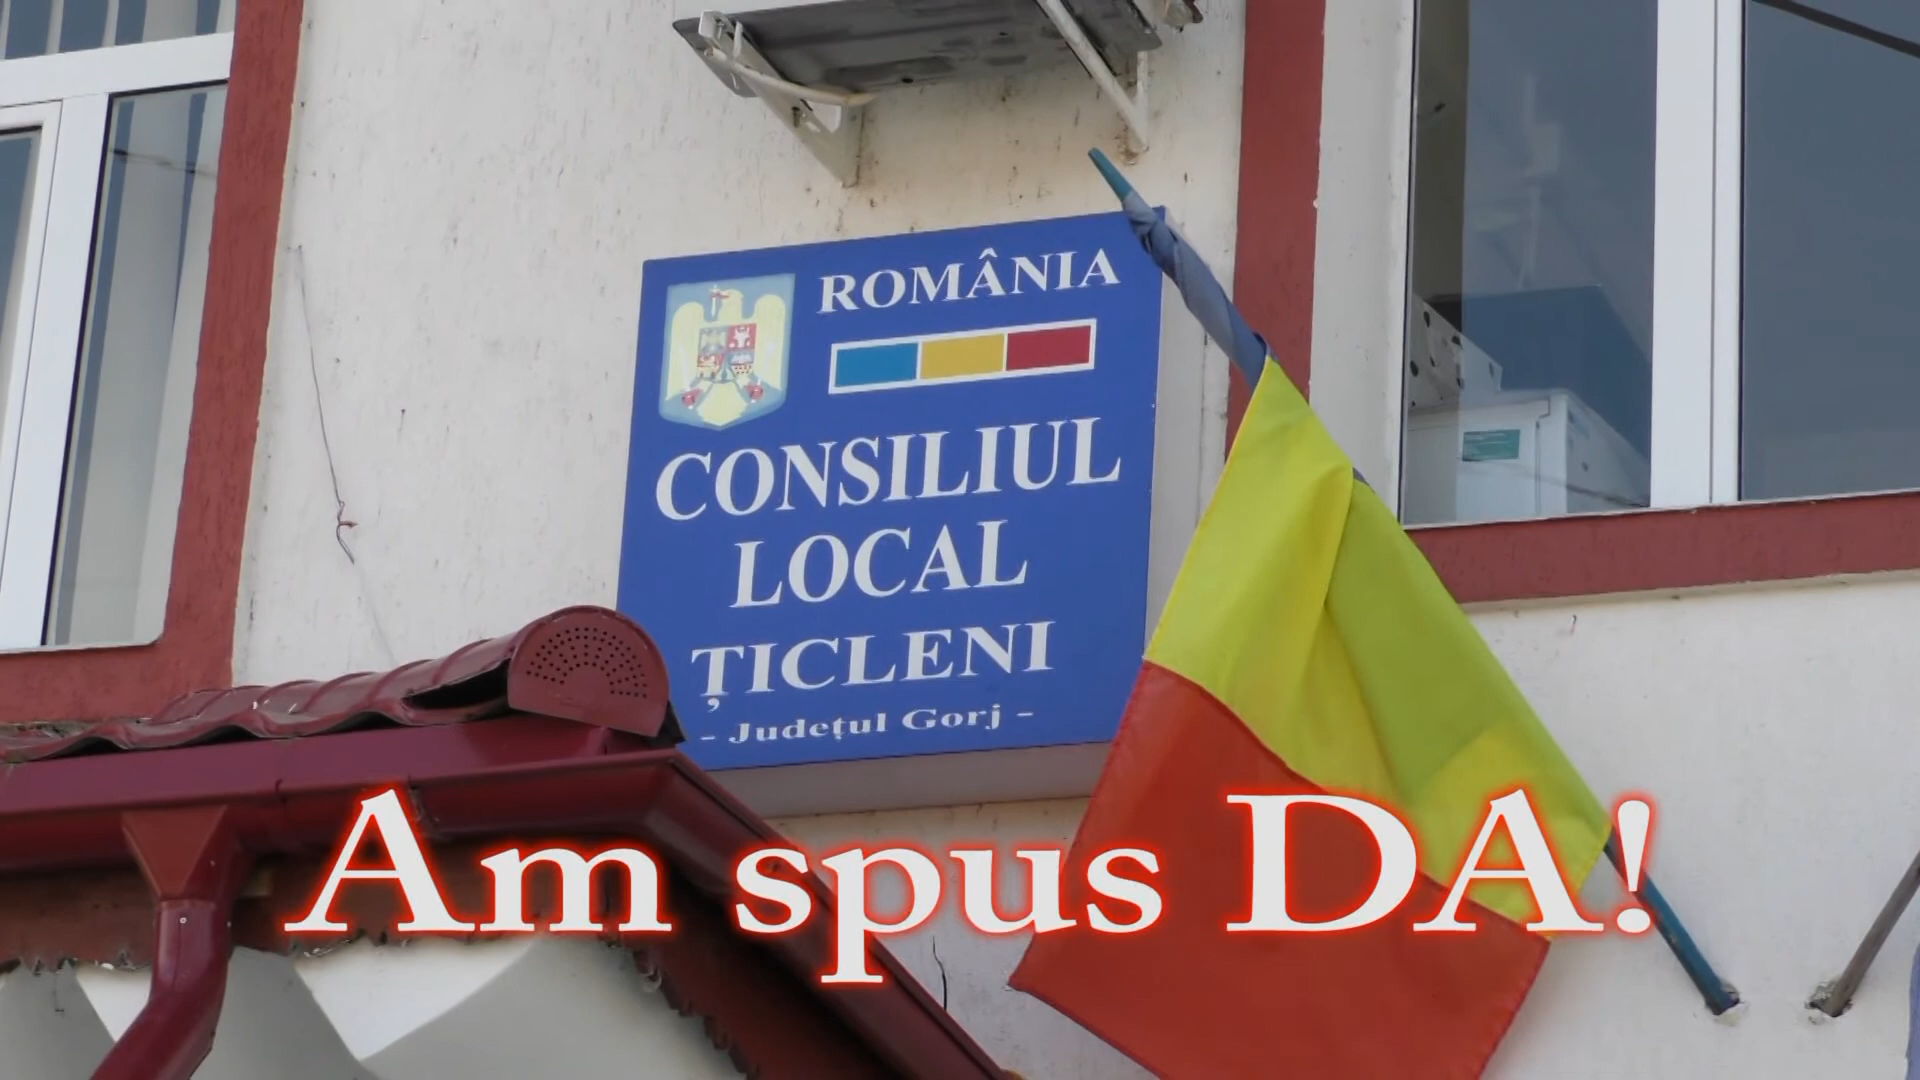 ROMÂNIA
CONSILIUL
LOCAL
ȚICLENI
- Județul Gorj -
Am spus DA!